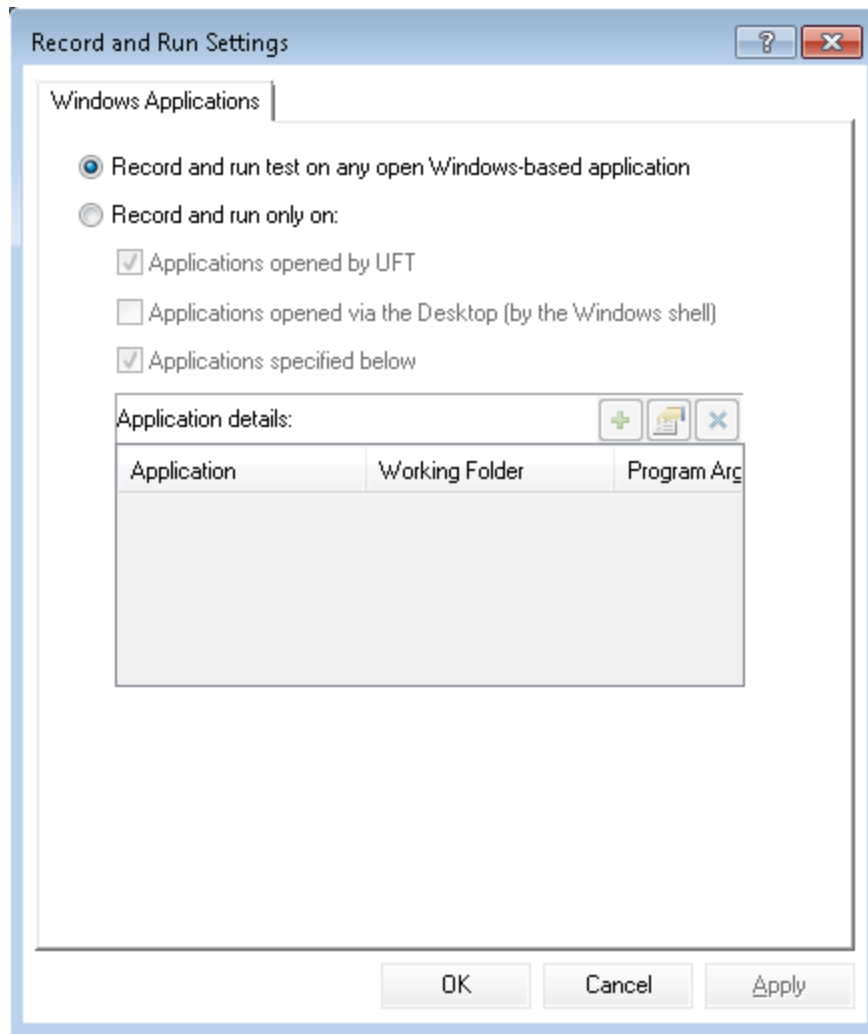 Record and Run Settings
Windows Applications
Record and run test on any open Windows-based application
Record and run only on:
Applications opened by UFT
Applications opened via the Desktop (by the Windows shell)
Applications specified below
Application details:
Application Working Folder Program Arg
OK Cancel Apply